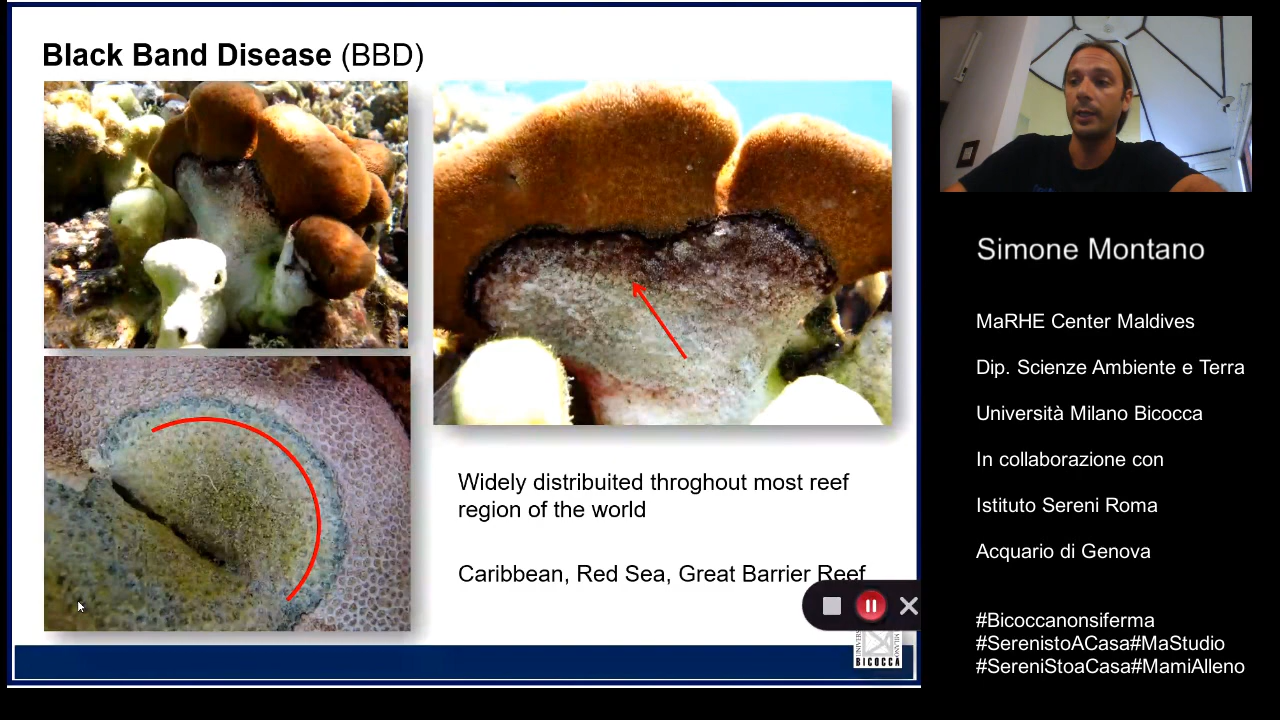 Black Band Disease (BBD)
Widely distribuited throghout most reef
region of the world
Caribbean, Red Sea, Great Barrier Reef
BICOCCA
Simone Montano
MaRHE Center Maldives
Dip. Scienze Ambiente e Terra
Università Milano Bicocca
In collaborazione con
Istituto Sereni Roma
Acquario di Genova
#Bicoccanonsiferma
#SerenistoACasa#MaStudio
#SereniStoaCasa#MamiAlleno